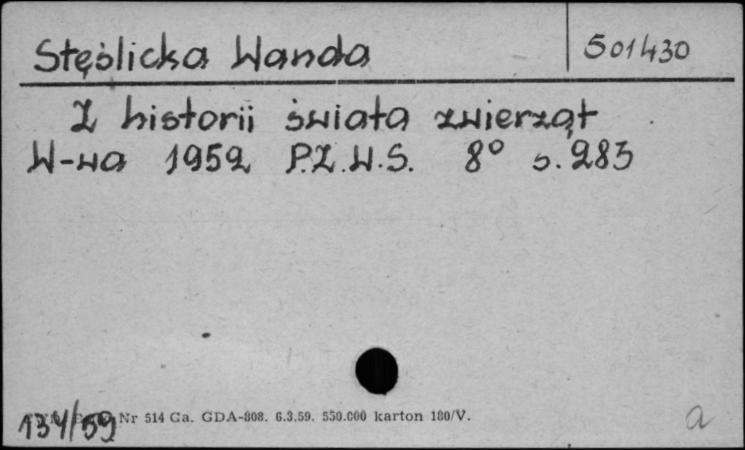 Stęślicka Wanda
501430
Z historii świata zwierząt
W-wa 1952 P.Z.W.S. 8° s. 283
134/59 Nr 514 Ca. GDA-808. 6.3.59. 550.000 karton 180/V.
a